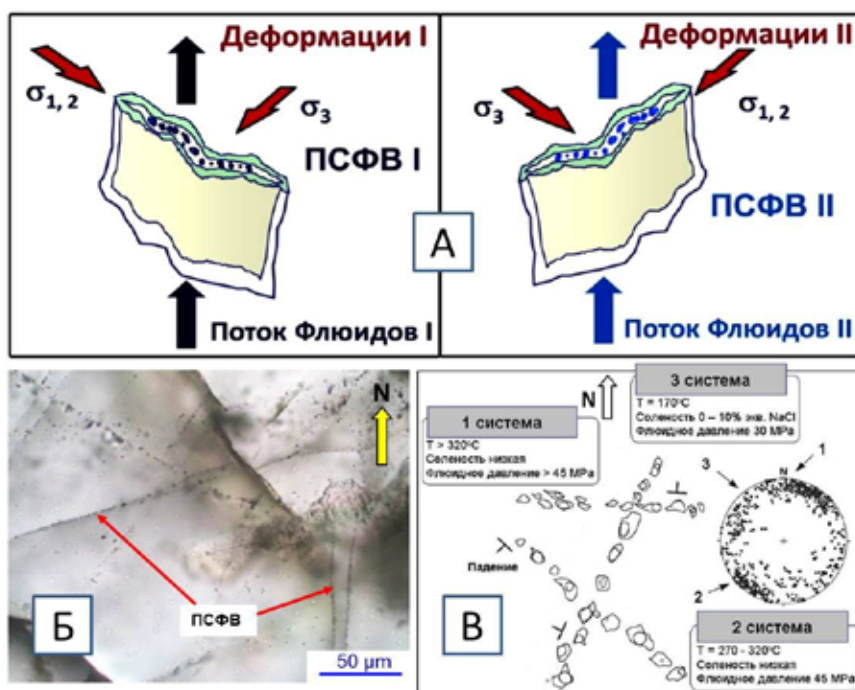 Деформации I
σ1, 2
σ3
ПСФВ I
Поток Флюидов I
Деформации II
σ3
σ1, 2
ПСФВ II
Поток Флюидов II
А
N
ПСФВ
Б
50 µm
N
1 система
T > 320°C
Соленость низкая
Флюидное давление > 45 MPa
3 система
T = 170°C
Соленость 0 – 10% экв. NaCl
Флюидное давление 30 MPa
3
1
N
2
Падение
В
2 система
T = 270 - 320°C
Соленость низкая
Флюидное давление 45 MPa